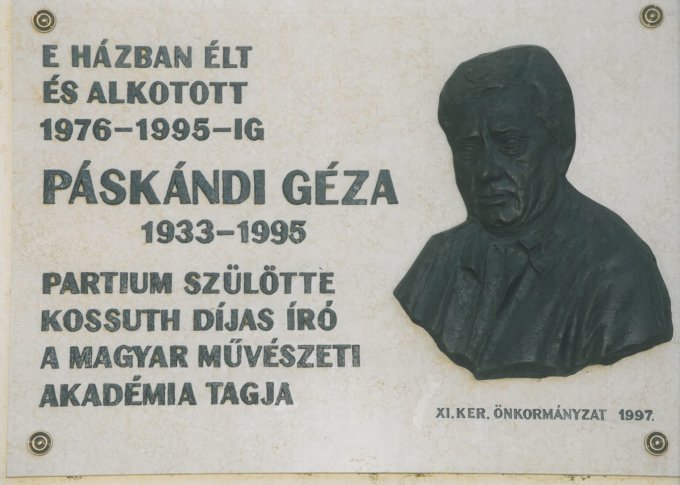 E HÁZBAN ÉLT
ÉS ALKOTOTT
1976-1995-IG
PÁSKÁNDI GÉZA
1933-1995
PARTIUM SZÜLÖTTE
KOSSUTH DÍJAS ÍRÓ
A MAGYAR MŰVÉSZETI
AKADÉMIA TAGJA
XI. KER. ÖNKORMÁNYZAT 1997.